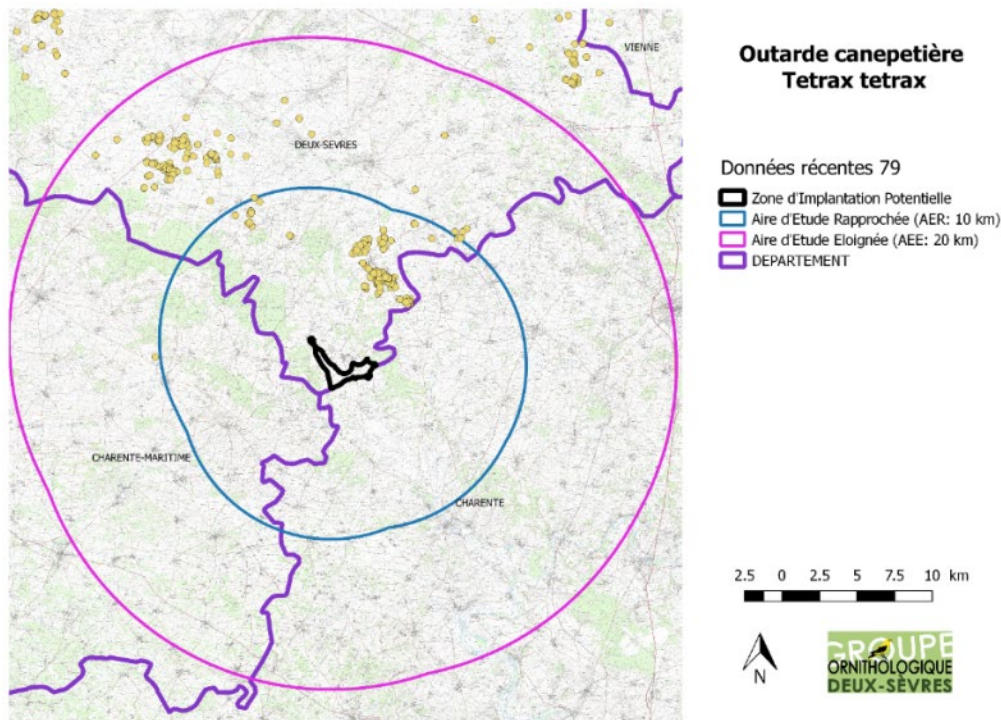 VIENNE
DEUX-SÈVRES
CHARENTE-MARITIME
CHARENTE
Outarde canepetière
Tetrax tetrax
Données récentes 79
Zone d'Implantation Potentielle
Aire d'Etude Rapprochée (AER: 10 km)
Aire d'Etude Eloignée (AEE: 20 km)
DEPARTEMENT
2.5 0 2.5 5 7.5 10 km
N
GROUPE
ORNITHOLOGIQUE
DEUX-SÈVRES